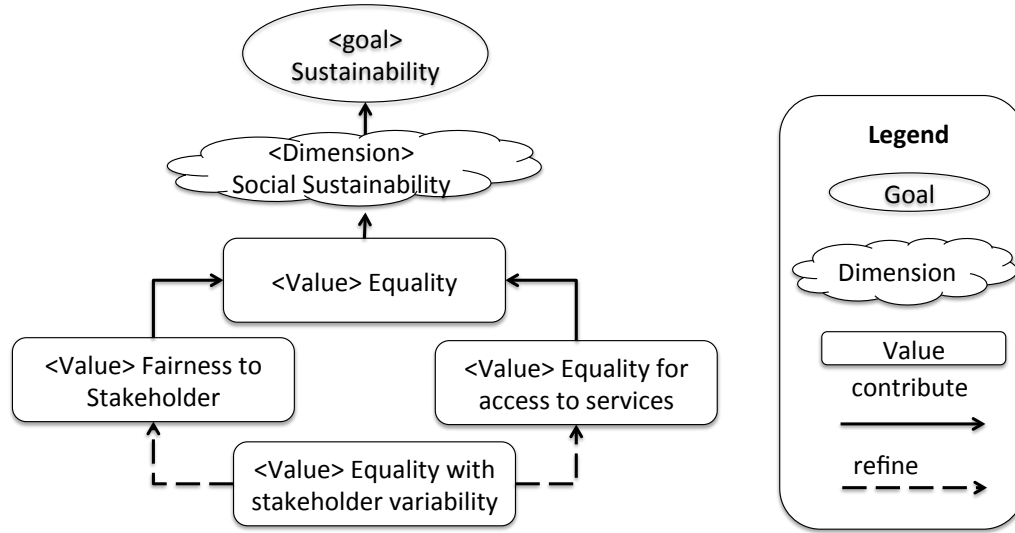 <goal>
Sustainability
<Dimension>
Social Sustainability
<Value> Equality
<Value> Fairness to
Stakeholder
<Value> Equality for
access to services
<Value> Equality with
stakeholder variability
Legend
Goal
Dimension
Value
contribute
refine